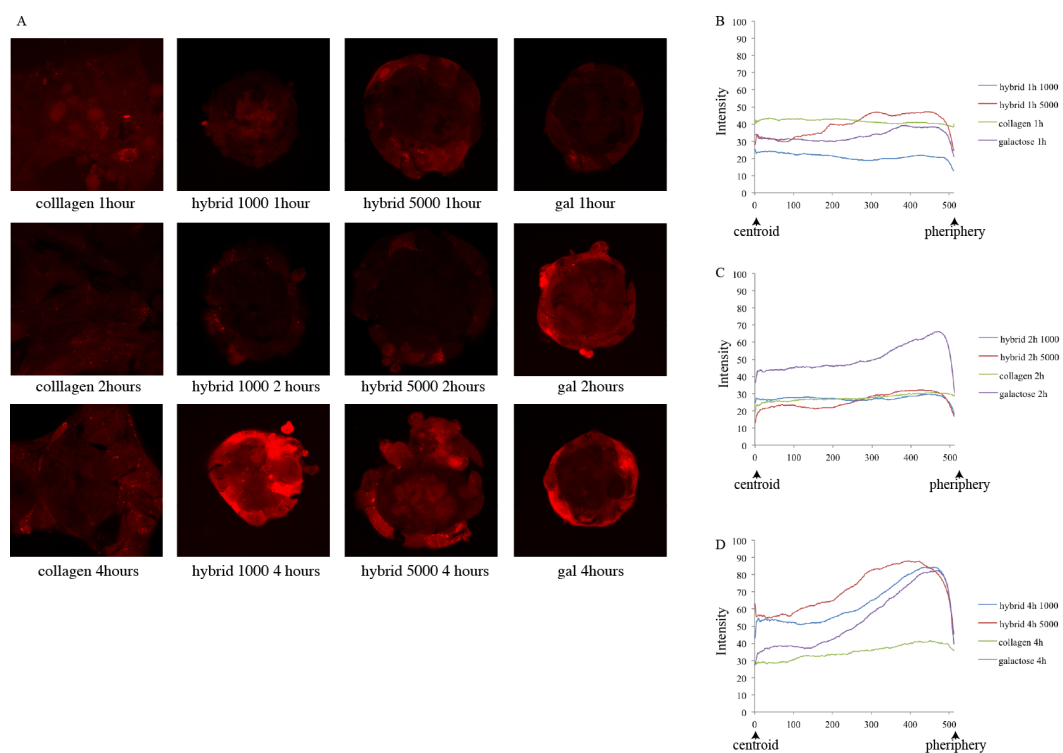 A
colllagen 1hour
hybrid 1000 1hour
hybrid 5000 1hour
gal 1hour
colllagen 2hours
hybrid 1000 2 hours
hybrid 5000 2hours
gal 2hours
collagen 4hours
hybrid 1000 4 hours
hybrid 5000 4 hours
gal 4hours
B
Intensity
100
90
80
70
60
50
40
30
20
10
0
0 100 200 300 400 500
centroid
pheriphery
hybrid 1h 1000
hybrid 1h 5000
collagen 1h
galactose 1h
C
Intensity
100
90
80
70
60
50
40
30
20
10
0
0 100 200 300 400 500
centroid
pheriphery
hybrid 2h 1000
hybrid 2h 5000
collagen 2h
galactose 2h
D
Intensity
100
90
80
70
60
50
40
30
20
10
0
0 100 200 300 400 500
centroid
pheriphery
hybrid 4h 1000
hybrid 4h 5000
collagen 4h
galactose 4h